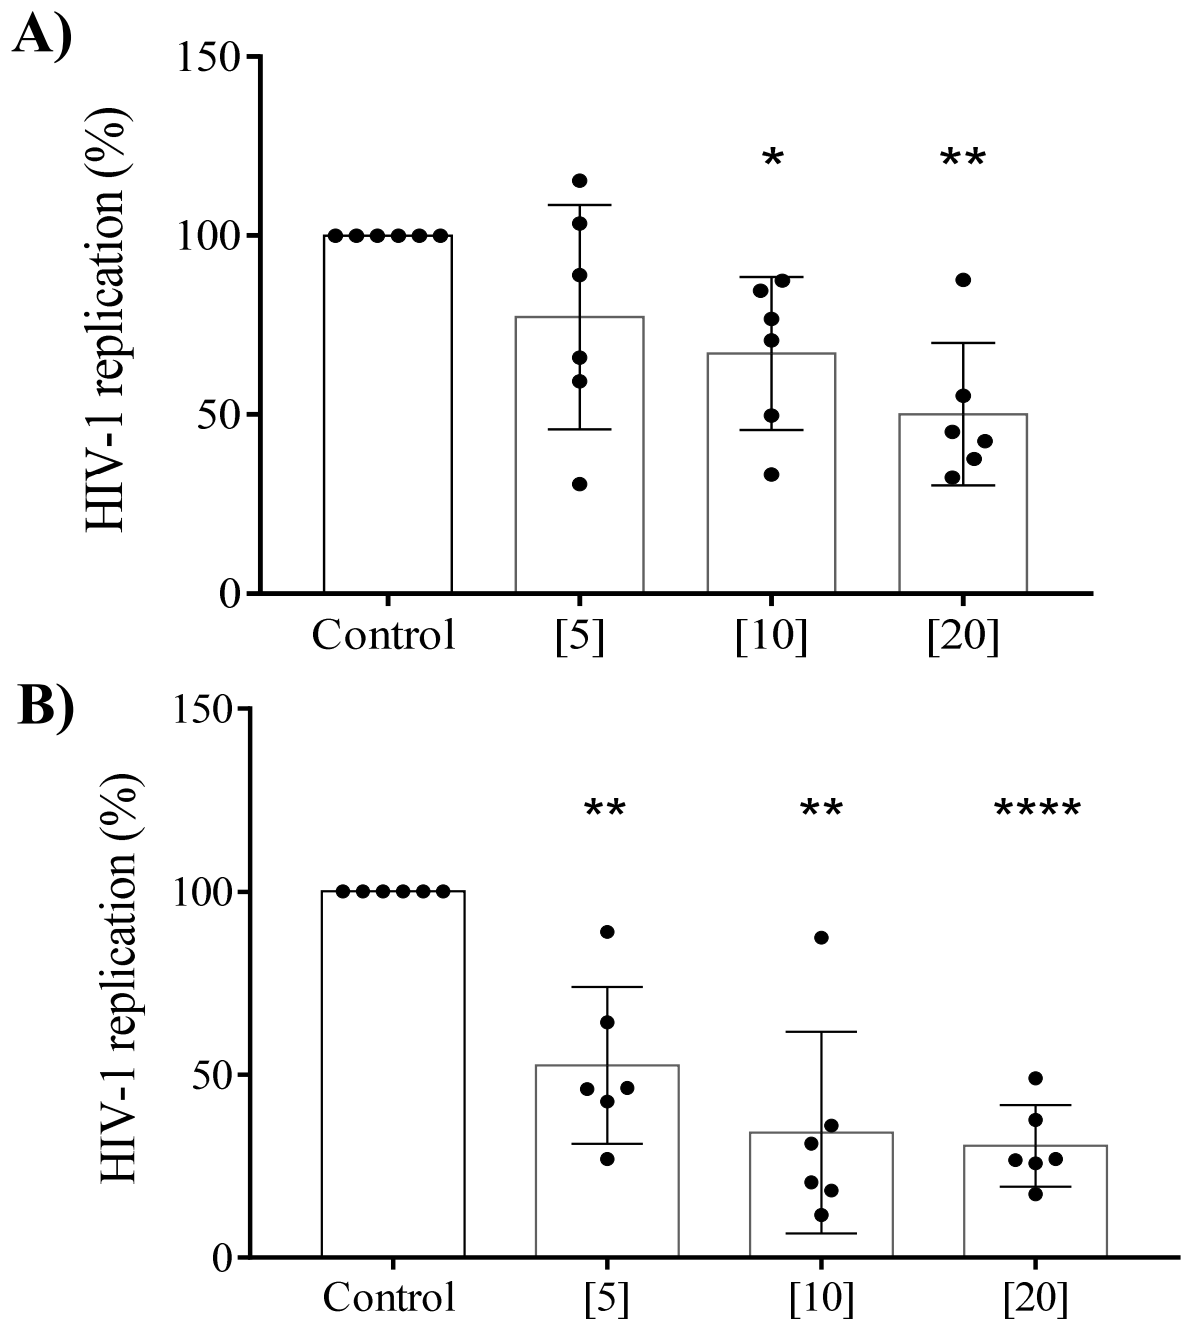 A)
HIV-1 replication (%)
150
100
50
0
* **
Control [5] [10] [20]
B)
HIV-1 replication (%)
150
100
50
0
** ** ****
Control [5] [10] [20]